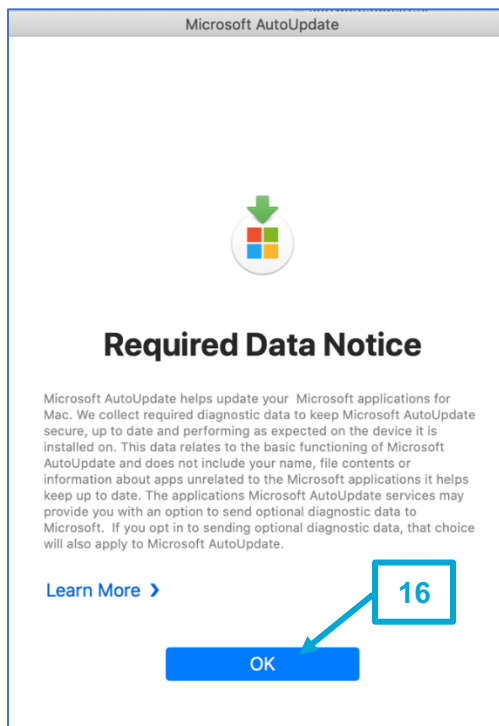 Microsoft AutoUpdate
Required Data Notice
Microsoft AutoUpdate helps update your  Microsoft applications for
Mac. We collect required diagnostic data to keep Microsoft AutoUpdate
secure, up to date and performing as expected on the device it is
installed on. This data relates to the basic functioning of Microsoft
AutoUpdate and does not include your name, file contents or
information about apps unrelated to the Microsoft applications it helps
keep up to date. The applications Microsoft AutoUpdate services may
provide you with an option to send optional diagnostic data to
Microsoft.  If you opt in to sending optional diagnostic data, that choice
will also apply to Microsoft AutoUpdate.
Learn More ❯
16
OK